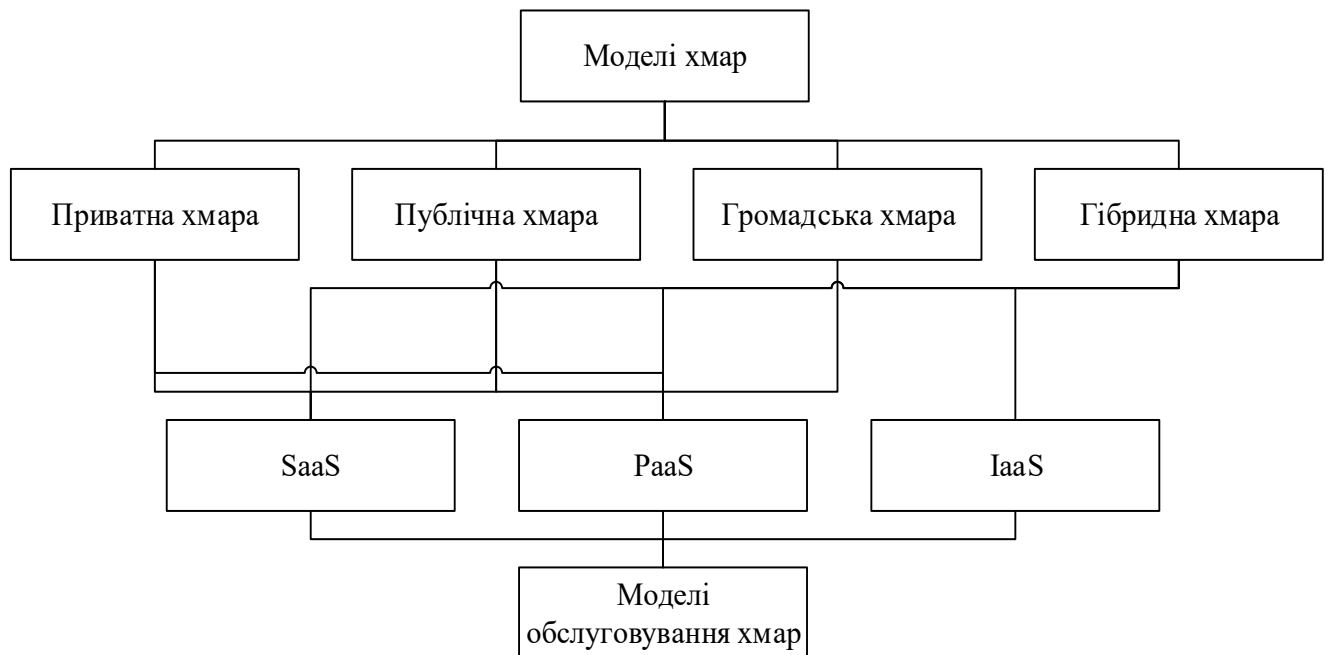 Моделі хмар
Приватна хмара
Публічна хмара
Громадська хмара
Гібридна хмара
SaaS
PaaS
IaaS
Моделі
обслуговування хмар